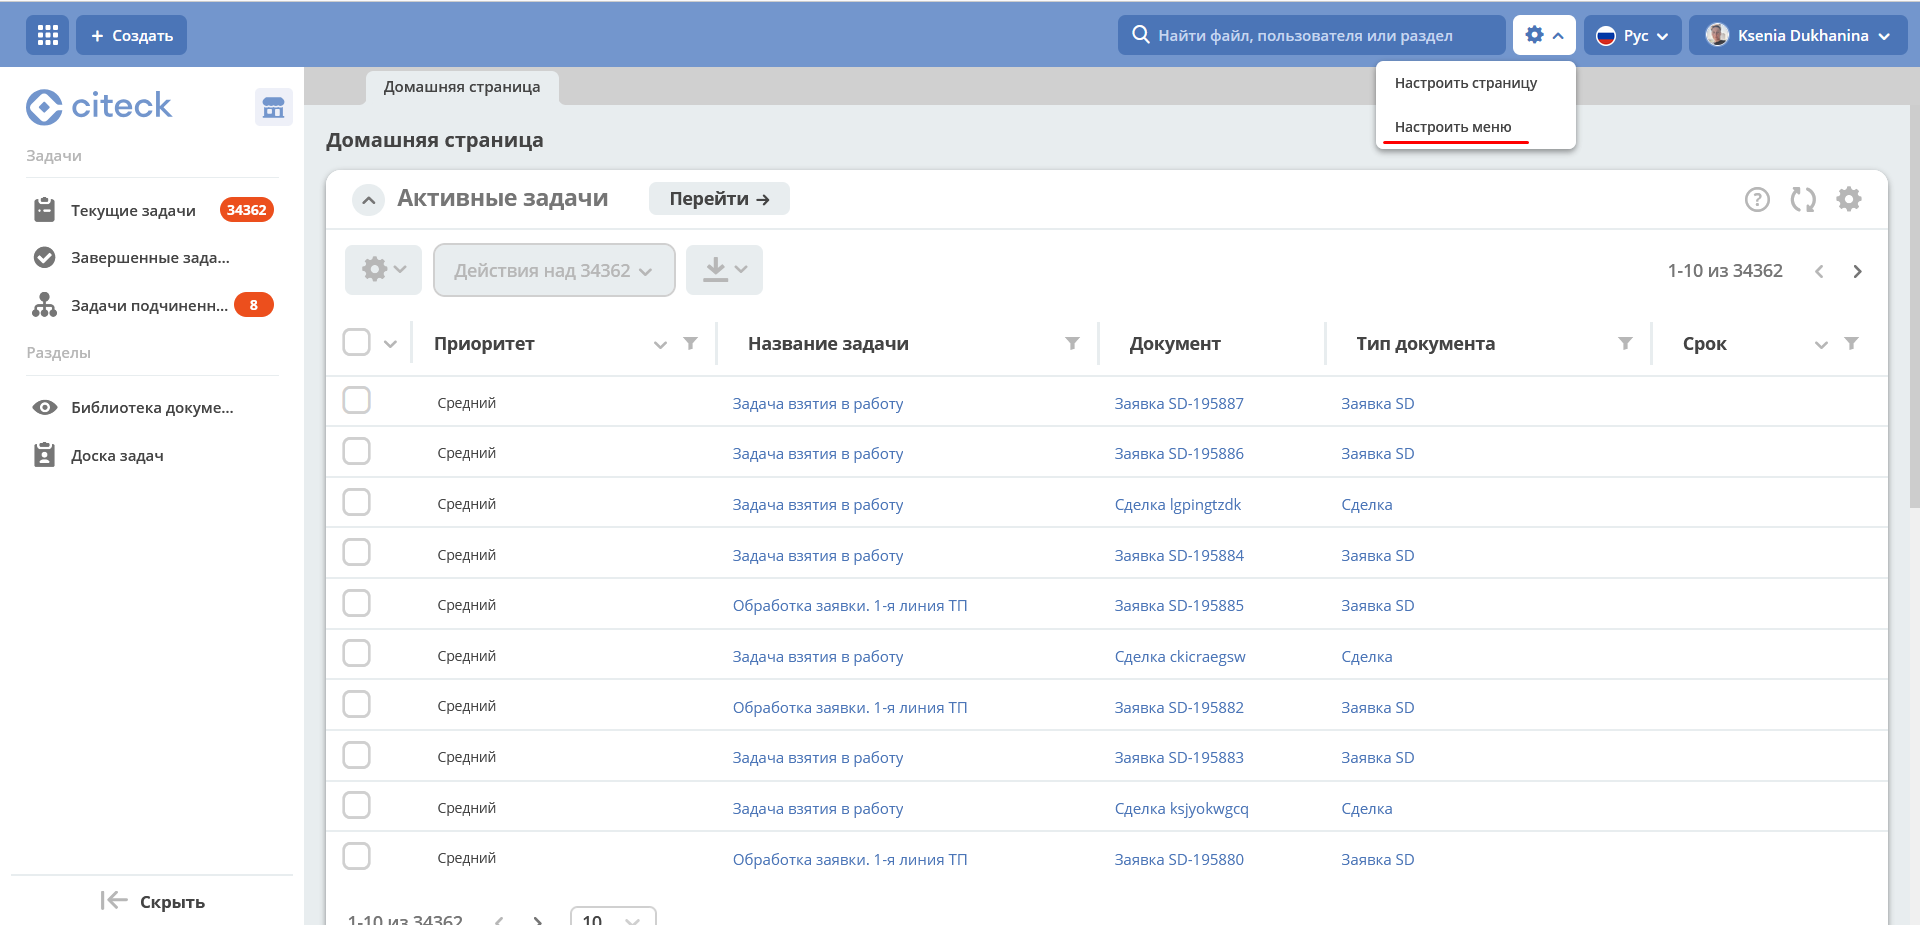 + Создать
Найти файл, пользователя или раздел
Рус
Ksenia Dukhanina
Настроить страницу
Настроить меню
citeck
Задачи
Текущие задачи 34362
Завершенные зада...
Задачи подчиненн... 8
Разделы
Библиотека докуме...
Доска задач
Скрыть
Домашняя страница
Домашняя страница
Активные задачи
Перейти →
Действия над 34362
1-10 из 34362
Приоритет Название задачи Документ Тип документа Срок
Средний Задача взятия в работу Заявка SD-195887 Заявка SD
Средний Задача взятия в работу Заявка SD-195886 Заявка SD
Средний Задача взятия в работу Сделка lgpingtzdk Сделка
Средний Задача взятия в работу Заявка SD-195884 Заявка SD
Средний Обработка заявки. 1-я линия ТП Заявка SD-195885 Заявка SD
Средний Задача взятия в работу Сделка ckicraegsw Сделка
Средний Обработка заявки. 1-я линия ТП Заявка SD-195882 Заявка SD
Средний Задача взятия в работу Заявка SD-195883 Заявка SD
Средний Задача взятия в работу Сделка ksjyokwgcq Сделка
Средний Обработка заявки. 1-я линия ТП Заявка SD-195880 Заявка SD
1-10 из 34362 10